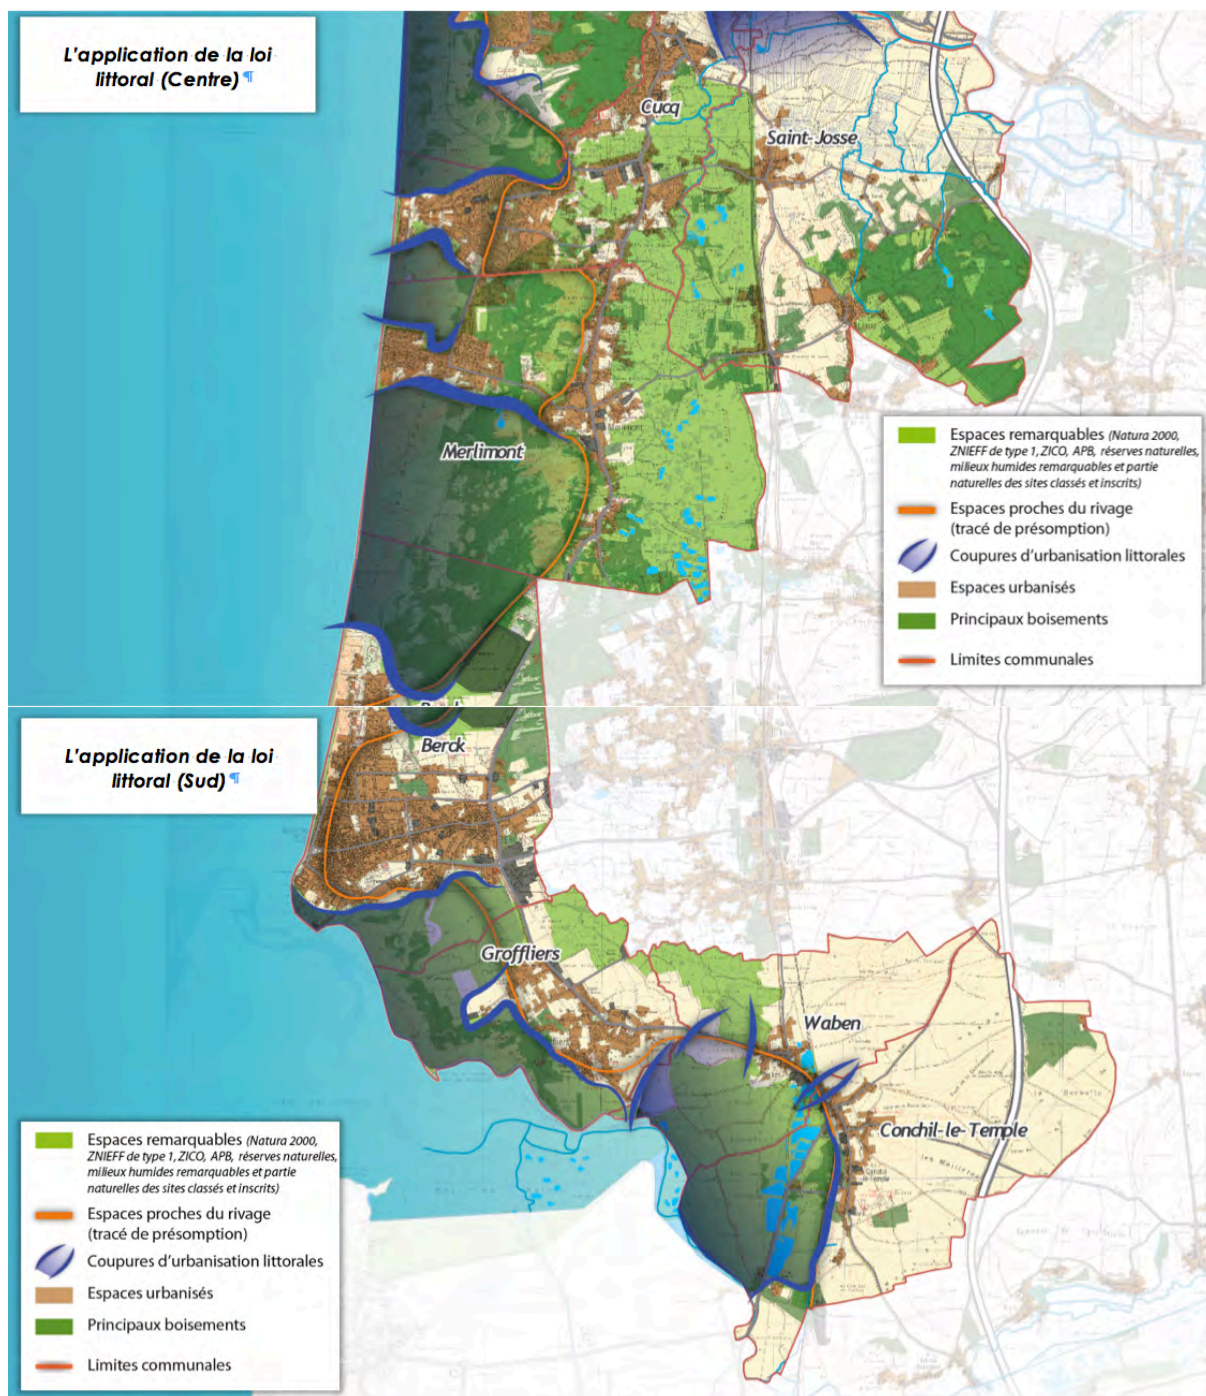 L'application de la loi
littoral (Centre) ¶
Cucq
Saint-Josse
Merlimont
Espaces remarquables (Natura 2000,
ZNIEFF de type 1, ZICO, APB, réserves naturelles,
milieux humides remarquables et partie
naturelles des sites classés et inscrits)
Espaces proches du rivage
(tracé de présomption)
Coupures d'urbanisation littorales
Espaces urbanisés
Principaux boisements
Limites communales
L'application de la loi
littoral (Sud) ¶
Berck
Groffliers
Waben
Conchil-le-Temple
Espaces remarquables (Natura 2000,
ZNIEFF de type 1, ZICO, APB, réserves naturelles,
milieux humides remarquables et partie
naturelles des sites classés et inscrits)
Espaces proches du rivage
(tracé de présomption)
Coupures d'urbanisation littorales
Espaces urbanisés
Principaux boisements
Limites communales